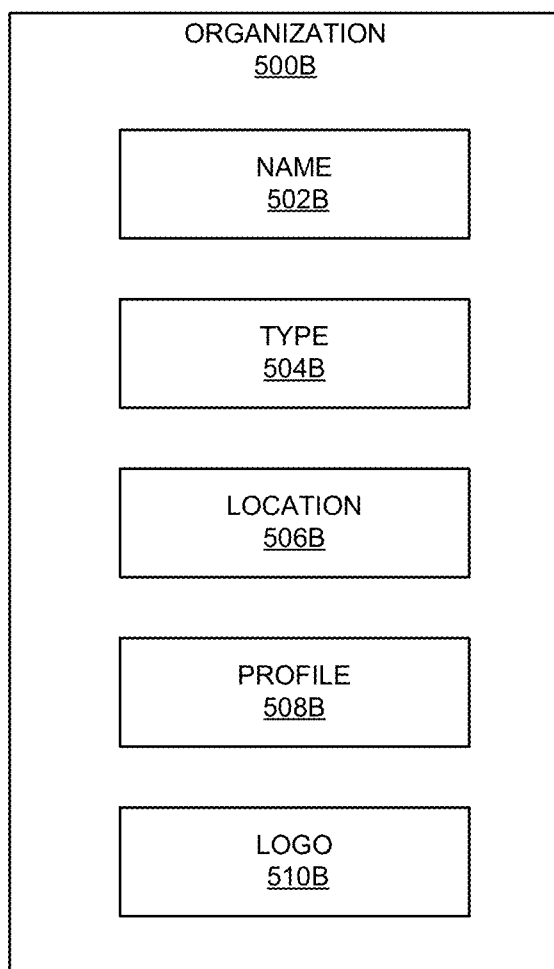 ORGANIZATION
500B
NAME
502B
TYPE
504B
LOCATION
506B
PROFILE
508B
LOGO
510B